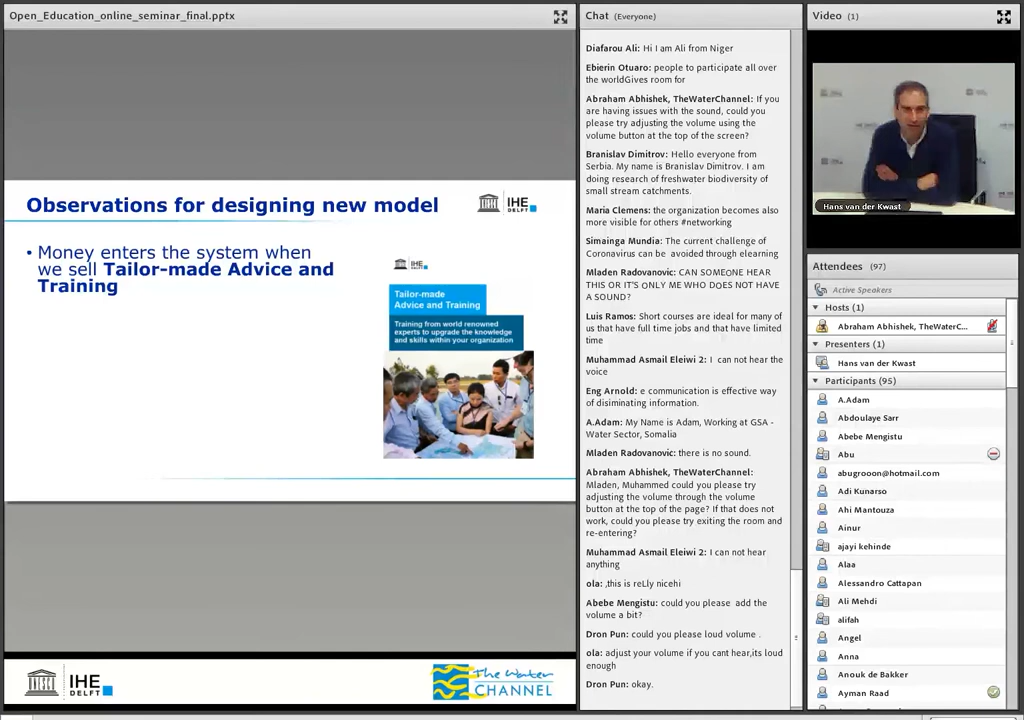 Open_Education_online_seminar_final.pptx
Observations for designing new model
IHE
DELFT
• Money enters the system when
we sell Tailor-made Advice and
Training
IHE
Tailor-made
Advice and Training
Training from world renowned
experts to upgrade the knowledge
and skills within your organization
IHE
DELFT
The Water
CHANNEL
Chat (Everyone)
Diafarou Ali: Hi I am Ali from Niger
Ebierin Otuaro: people to participate all over
the worldGives room for
Abraham Abhishek, TheWaterChannel: If you
are having issues with the sound, could you
please try adjusting the volume using the
volume button at the top of the screen?
Branislav Dimitrov: Hello everyone from
Serbia. My name is Branislav Dimitrov. I am
doing research of freshwater biodiversity of
small stream catchments.
Maria Clemens: the organization becomes also
more visible for others #networking
Simainga Mundia: The current challenge of
Coronavirus can be avoided through elearning
Mladen Radovanovic: CAN SOMEONE HEAR
THIS OR IT'S ONLY ME WHO DOES NOT HAVE
A SOUND?
Luis Ramos: Short courses are ideal for many of
us that have full time jobs and that have limited
time
Muhammad Asmail Eleiwi 2: I can not hear the
voice
Eng Arnold: e communication is effective way
of disiminating information.
A.Adam: My Name is Adam, Working at GSA -
Water Sector, Somalia
Mladen Radovanovic: there is no sound.
Abraham Abhishek, TheWaterChannel:
Mladen, Muhammed could you please try
adjusting the volume through the volume
button at the top of the page? If that does not
work, could you please try exiting the room and
re-entering?
Muhammad Asmail Eleiwi 2: I can not hear
anything
ola: ,this is reLly nicehi
Abebe Mengistu: could you please add the
volume a bit?
Dron Pun: could you please loud volume .
ola: adjust your volume if you cant hear,its loud
enough
Dron Pun: okay.
Video (1)
Hans van der Kwast
Attendees (97)
Active Speakers
Hosts (1)
Abraham Abhishek, TheWaterC...
Presenters (1)
Hans van der Kwast
Participants (95)
A.Adam
Abdoulaye Sarr
Abebe Mengistu
Abu
abugrooon@hotmail.com
Adi Kunarso
Ahi Mantouza
Ainur
ajayi kehinde
Alaa
Alessandro Cattapan
Ali Mehdi
alifah
Angel
Anna
Anouk de Bakker
Ayman Raad